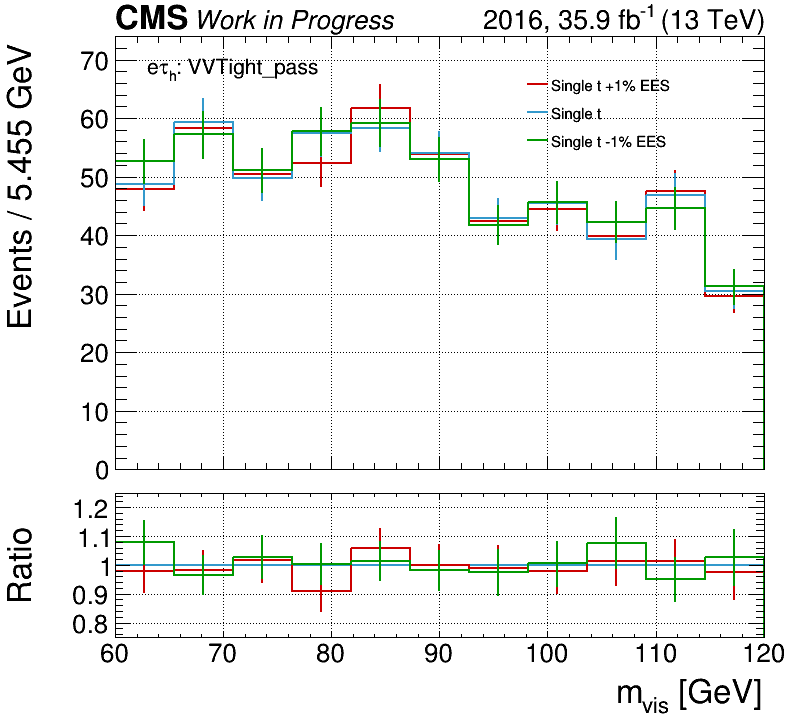 CMS Work in Progress 2016, 35.9 fb-1 (13 TeV)
eτh: VVTight_pass
Single t +1% EES
Single t
Single t -1% EES
Events / 5.455 GeV
70
60
50
40
30
20
10
0
Ratio
1.2
1.1
1
0.9
0.8
60 70 80 90 100 110 120
mvis [GeV]